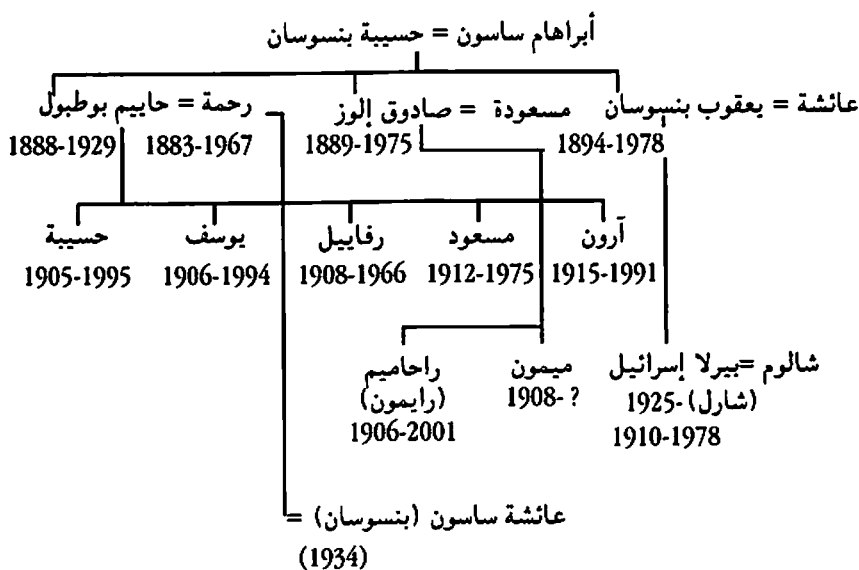 أبراهام ساسون = حسيبة بنسوسان
عائشة = يعقوب بنسوسان مسعودة = صادوق إلوز رحمة = حاييم بوطبول
1894-1978 1889-1975 1883-1967 1888-1929
آرون مسعود رفاييل يوسف حسيبة
1915-1991 1912-1975 1908-1966 1906-1994 1905-1995
شالوم =بيرلا إسرائيل ميمون راحاميم
(شارل) -1925 1908-? (رايمون)
1910-1978 1906-2001
عائشة ساسون (بنسوسان) =
(1934)